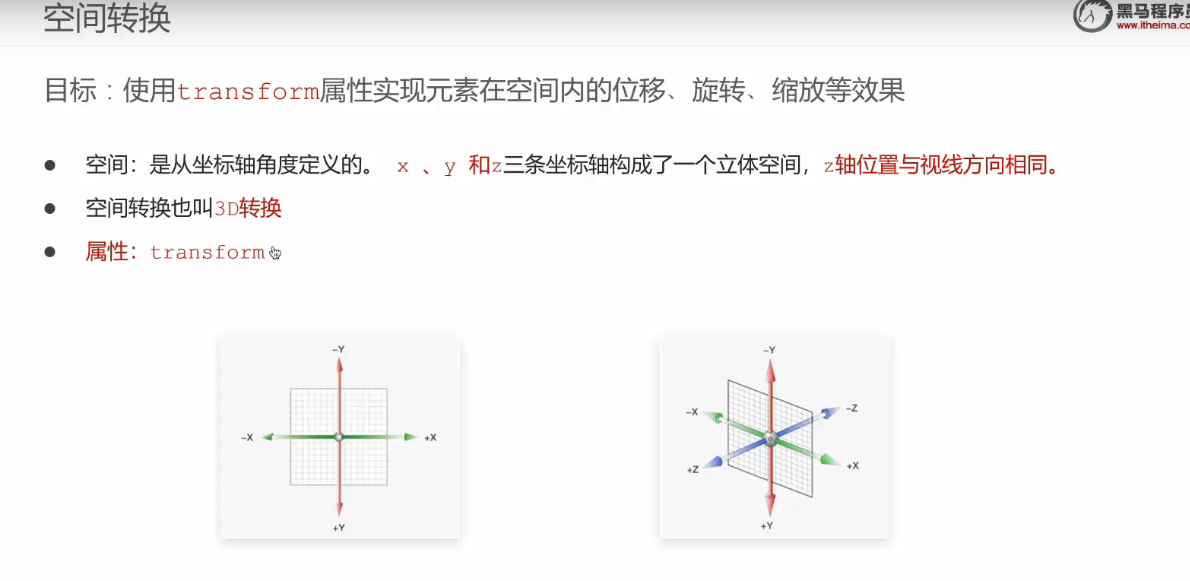 空间转换
黑马程序员
www.itheima.co
目标：使用transform属性实现元素在空间内的位移、旋转、缩放等效果
● 空间：是从坐标轴角度定义的。 x 、y 和z三条坐标轴构成了一个立体空间，z轴位置与视线方向相同。
● 空间转换也叫3D转换
● 属性：transform
-Y
-X
+X
+Y
-Y
-X
-Z
+Z
+X
+Y